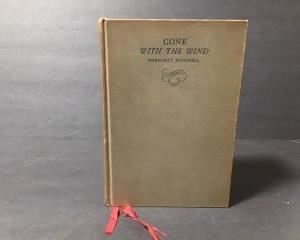 GONE
WITH THE WIND
MARGARET MITCHELL